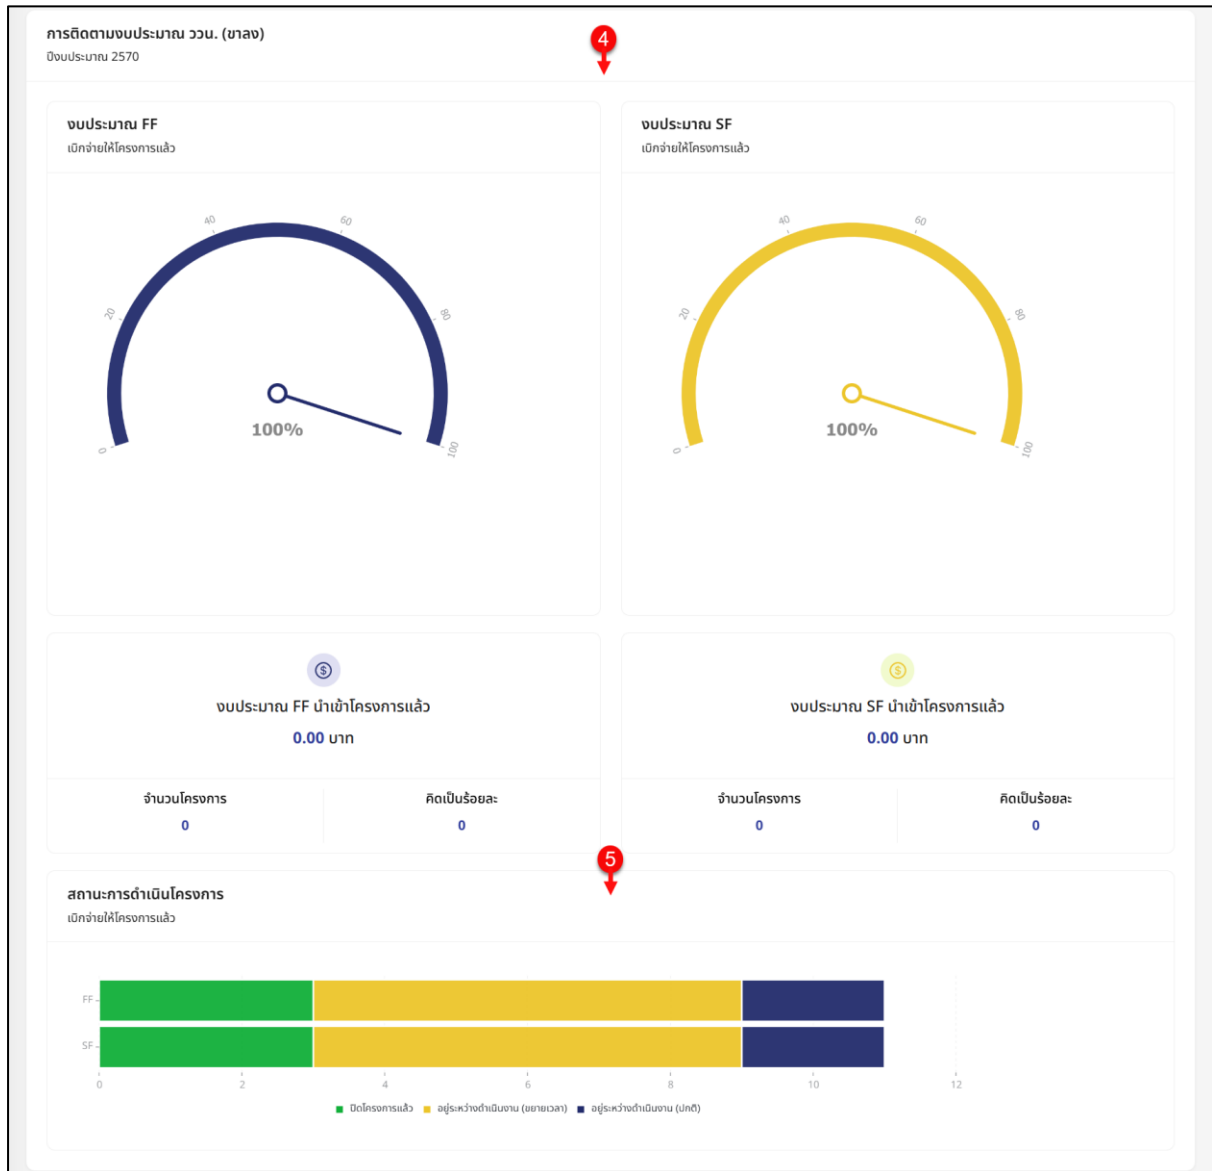 การติดตามงบประมาณ ววน. (ขาลง)
ปีงบประมาณ 2570
4
งบประมาณ FF
เบิกจ่ายให้โครงการแล้ว
0 20 40 60 80 100
100%
งบประมาณ SF
เบิกจ่ายให้โครงการแล้ว
0 20 40 60 80 100
100%
$
งบประมาณ FF นำเข้าโครงการแล้ว
0.00 บาท
จำนวนโครงการ คิดเป็นร้อยละ
0 0
$
งบประมาณ SF นำเข้าโครงการแล้ว
0.00 บาท
จำนวนโครงการ คิดเป็นร้อยละ
0 0
5
สถานะการดำเนินโครงการ
เบิกจ่ายให้โครงการแล้ว
FF
SF
0 2 4 6 8 10 12
ปิดโครงการแล้ว อยู่ระหว่างดำเนินงาน (ขยายเวลา) อยู่ระหว่างดำเนินงาน (ปกติ)